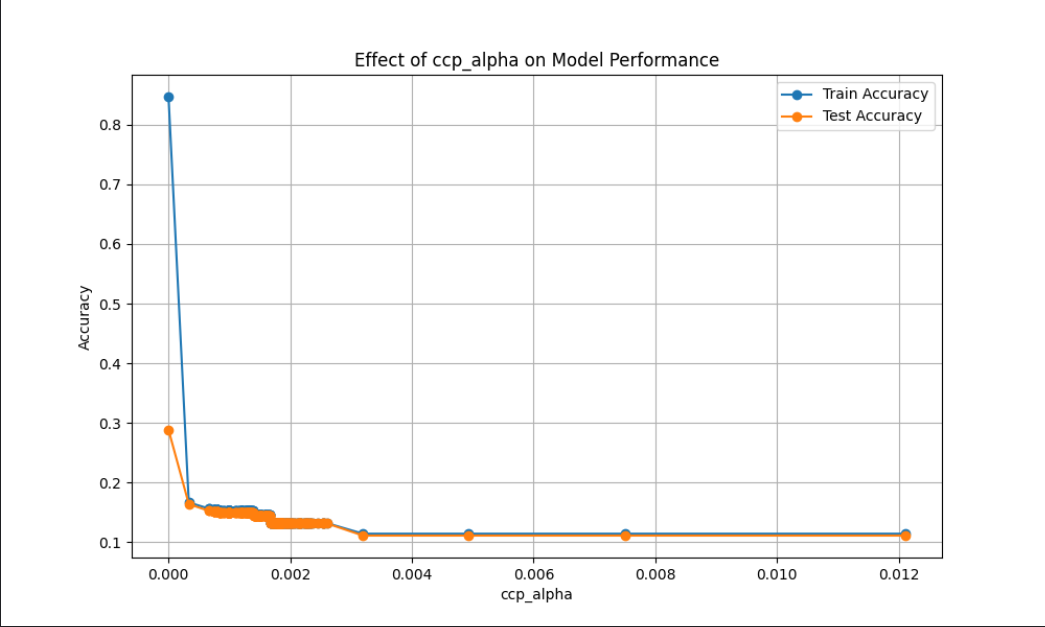 Effect of ccp_alpha on Model Performance
Train Accuracy
Test Accuracy
0.8
0.7
0.6
0.5
0.4
0.3
0.2
0.1
Accuracy
0.000 0.002 0.004 0.006 0.008 0.010 0.012
ccp_alpha